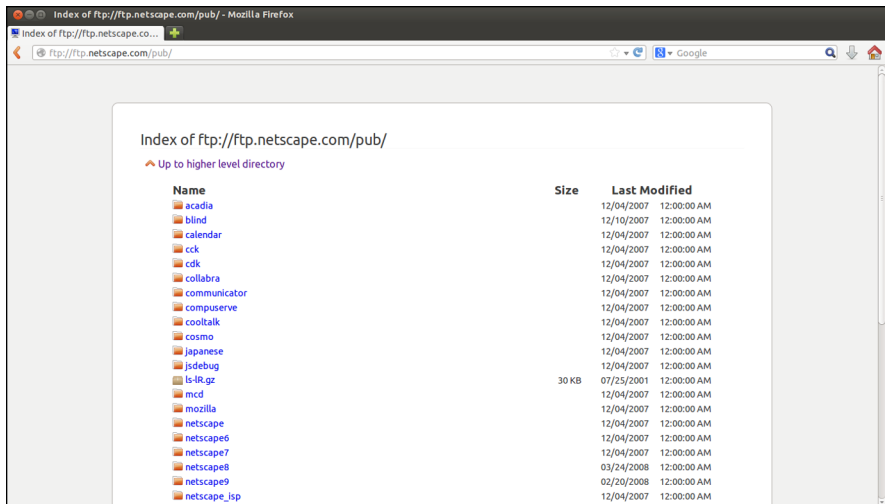 Index of ftp://ftp.netscape.com/pub/ - Mozilla Firefox
Index of ftp://ftp.netscape.co...
ftp://ftp.netscape.com/pub/ Google
Index of ftp://ftp.netscape.com/pub/
Up to higher level directory
Name Size Last Modified
acadia 12/04/2007 12:00:00 AM
blind 12/10/2007 12:00:00 AM
calendar 12/04/2007 12:00:00 AM
cck 12/04/2007 12:00:00 AM
cdk 12/04/2007 12:00:00 AM
collabra 12/04/2007 12:00:00 AM
communicator 12/04/2007 12:00:00 AM
compuserve 12/04/2007 12:00:00 AM
cooltalk 12/04/2007 12:00:00 AM
cosmo 12/04/2007 12:00:00 AM
japanese 12/04/2007 12:00:00 AM
jsdebug 12/04/2007 12:00:00 AM
ls-lR.gz 30 KB 07/25/2001 12:00:00 AM
mcd 12/04/2007 12:00:00 AM
mozilla 12/04/2007 12:00:00 AM
netscape 12/04/2007 12:00:00 AM
netscape6 12/04/2007 12:00:00 AM
netscape7 12/04/2007 12:00:00 AM
netscape8 03/24/2008 12:00:00 AM
netscape9 02/20/2008 12:00:00 AM
netscape_isp 12/04/2007 12:00:00 AM